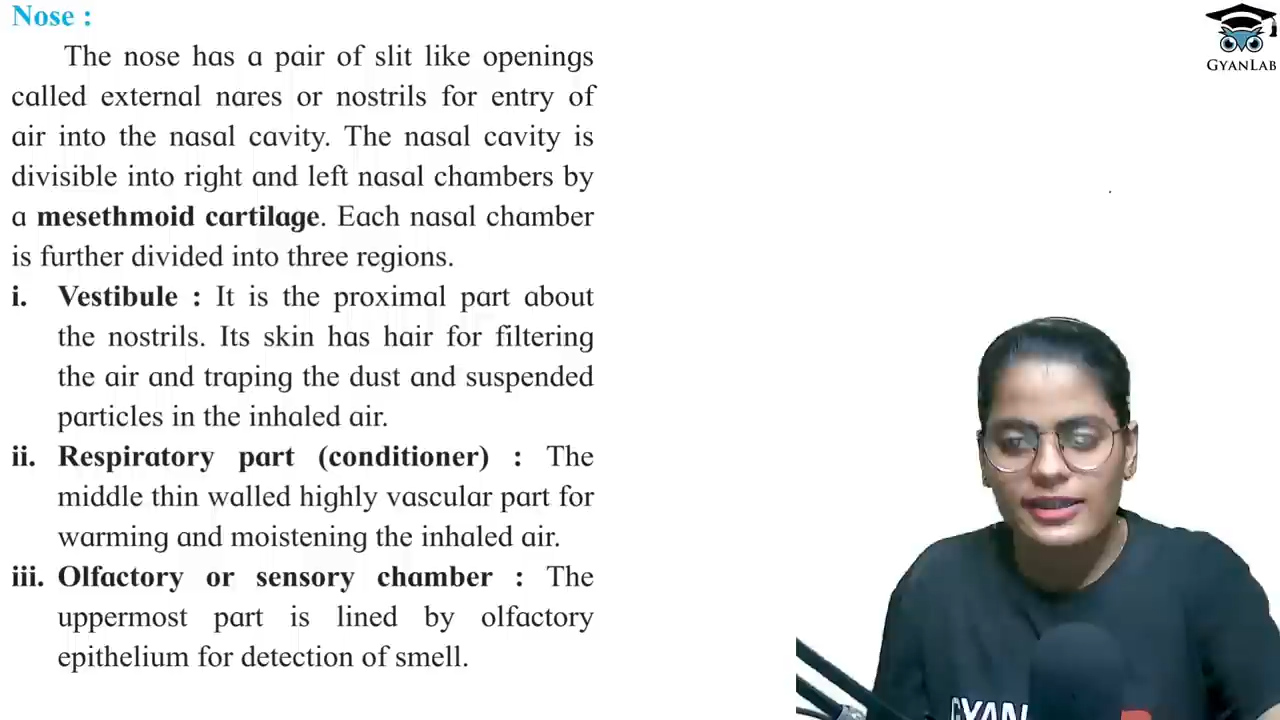 Nose :
The nose has a pair of slit like openings
called external nares or nostrils for entry of
air into the nasal cavity. The nasal cavity is
divisible into right and left nasal chambers by
a mesethmoid cartilage. Each nasal chamber
is further divided into three regions.
i. Vestibule : It is the proximal part about
the nostrils. Its skin has hair for filtering
the air and traping the dust and suspended
particles in the inhaled air.
ii. Respiratory part (conditioner) : The
middle thin walled highly vascular part for
warming and moistening the inhaled air.
iii. Olfactory or sensory chamber : The
uppermost part is lined by olfactory
epithelium for detection of smell.
GYANLAB
GYAN